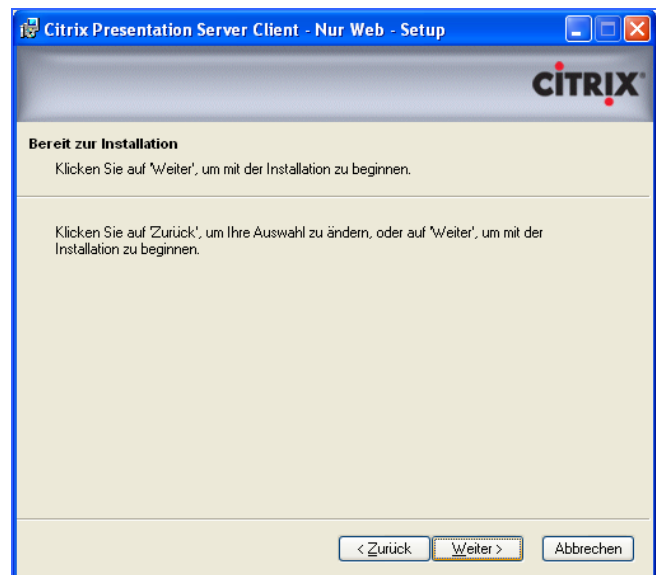 Citrix Presentation Server Client - Nur Web - Setup
CITRIX
Bereit zur Installation
Klicken Sie auf 'Weiter', um mit der Installation zu beginnen.
Klicken Sie auf 'Zurück', um Ihre Auswahl zu ändern, oder auf 'Weiter', um mit der
Installation zu beginnen.
< Zurück Weiter > Abbrechen